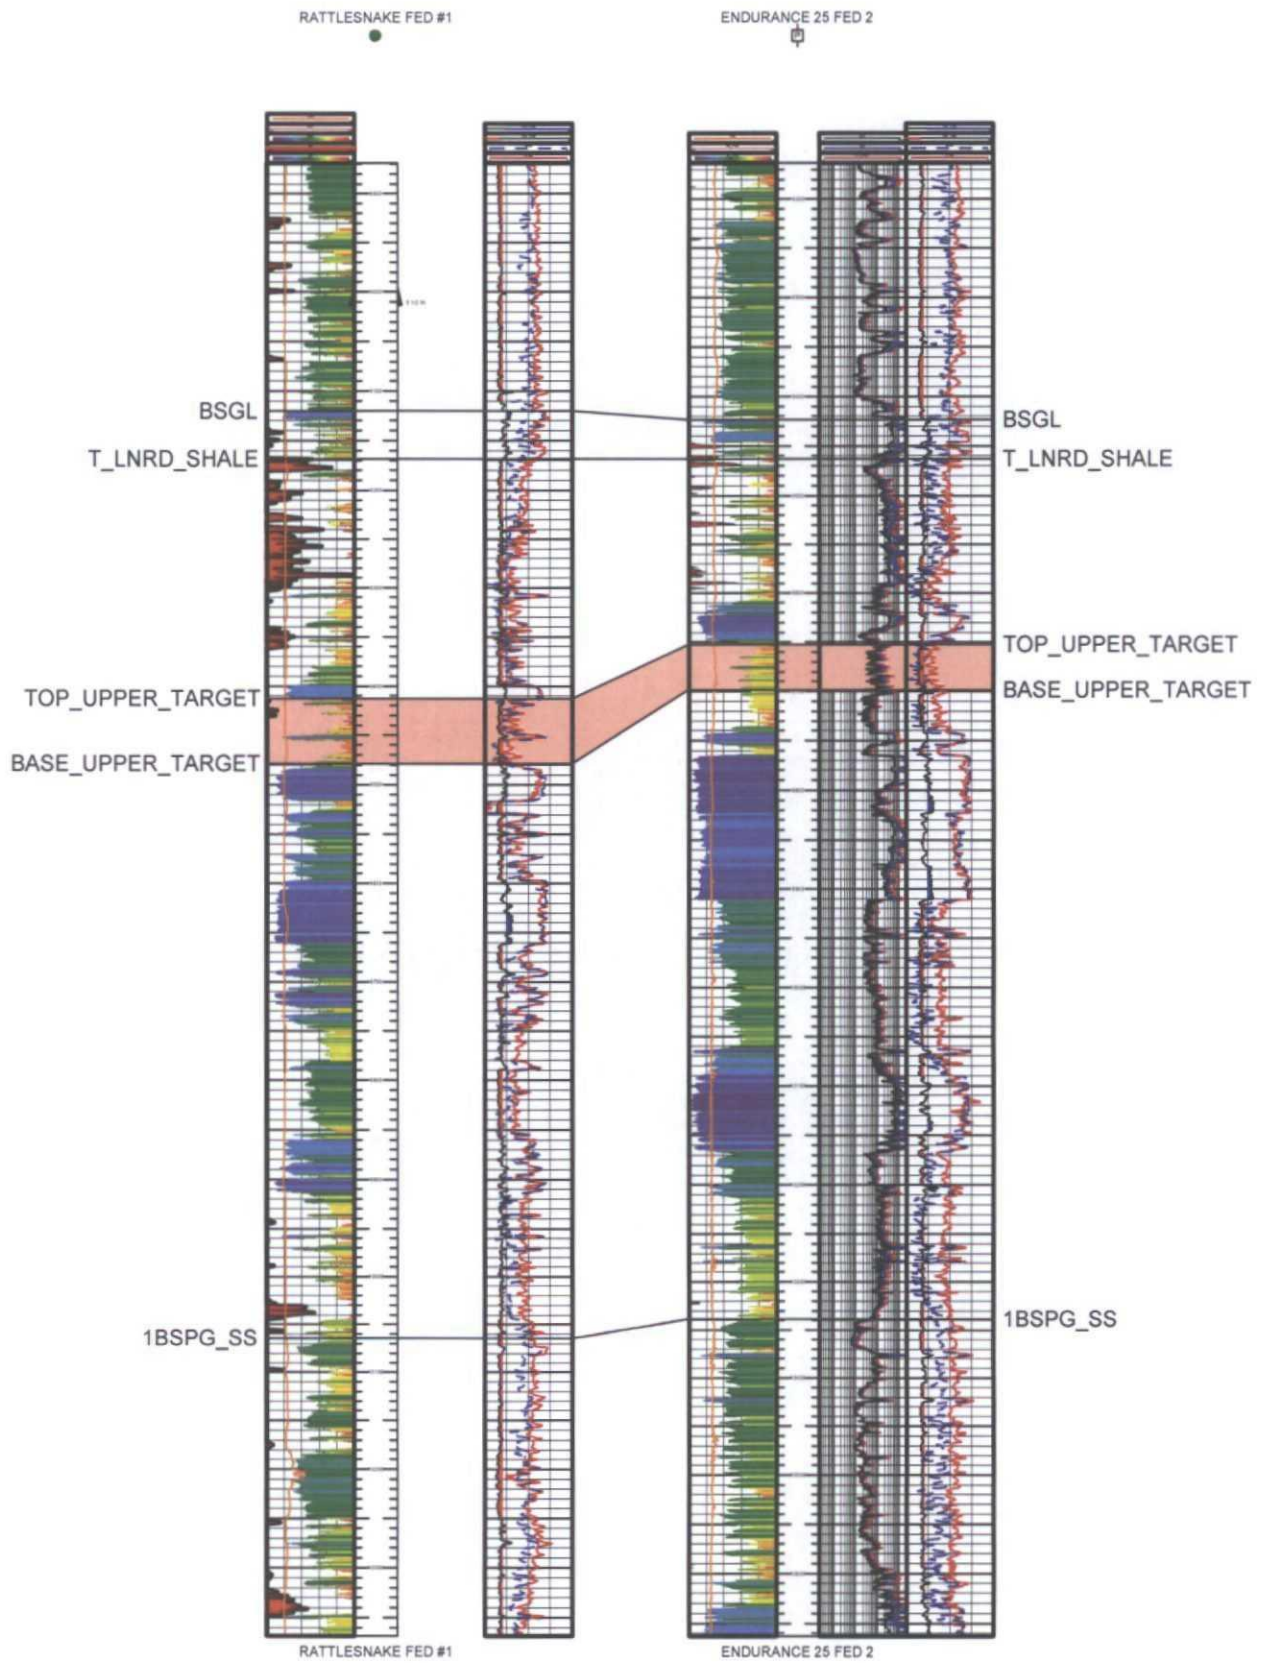 RATTLESNAKE FED #1
ENDURANCE 25 FED 2
BSGL
BSGL
T_LNRD_SHALE
T_LNRD_SHALE
TOP_UPPER_TARGET
BASE_UPPER_TARGET
TOP_UPPER_TARGET
BASE_UPPER_TARGET
1BSPG_SS
1BSPG_SS
RATTLESNAKE FED #1
ENDURANCE 25 FED 2